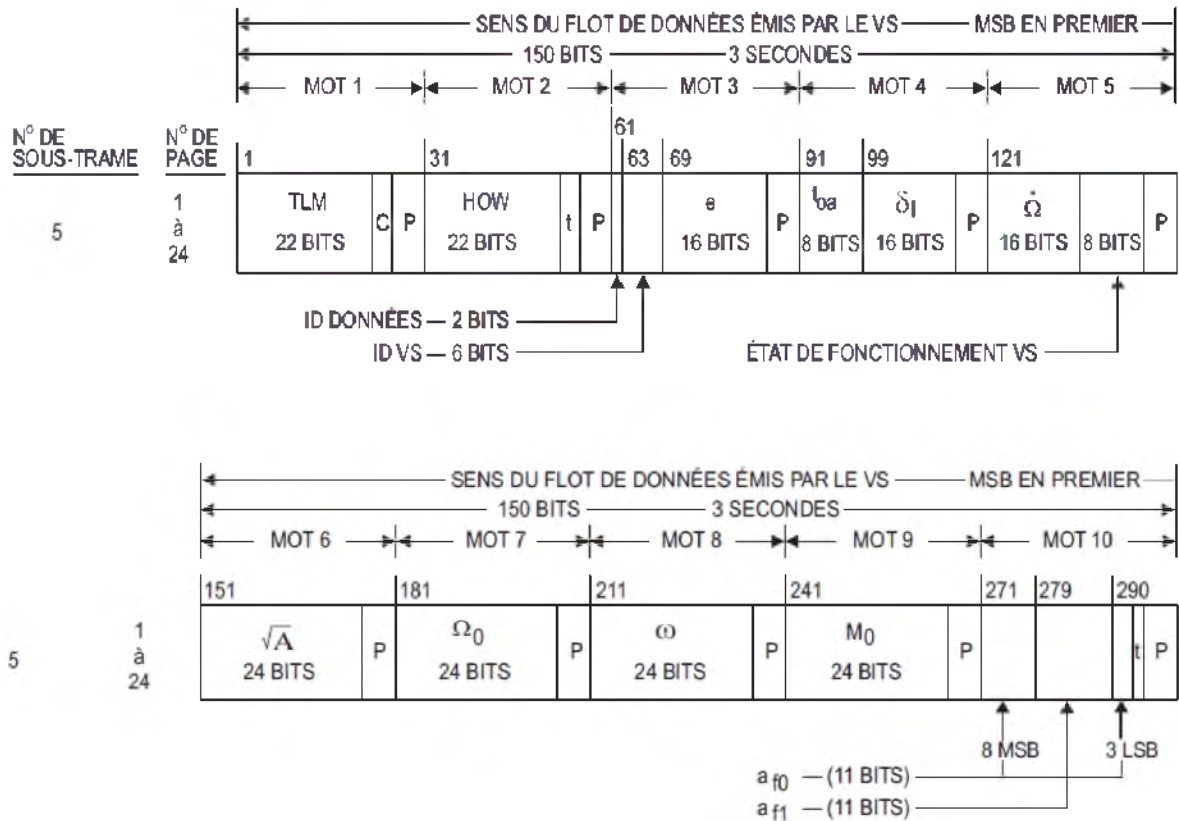 SENS DU FLOT DE DONNÉES ÉMIS PAR LE VS — MSB EN PREMIER
150 BITS — 3 SECONDES
MOT 1 MOT 2 MOT 3 MOT 4 MOT 5
N° DE SOUS-TRAME
N° DE PAGE
1 31 61 63 69 91 99 121
5
1 à 24
TLM 22 BITS
C
P
HOW 22 BITS
t
P
e 16 BITS
P
t_oa 8 BITS
δ_I 16 BITS
P
Ω̇ 16 BITS
8 BITS
P
ID DONNÉES — 2 BITS
ID VS — 6 BITS
ÉTAT DE FONCTIONNEMENT VS
SENS DU FLOT DE DONNÉES ÉMIS PAR LE VS — MSB EN PREMIER
150 BITS — 3 SECONDES
MOT 6 MOT 7 MOT 8 MOT 9 MOT 10
151 181 211 241 271 279 290
5
1 à 24
√A 24 BITS
P
Ω₀ 24 BITS
P
ω 24 BITS
P
M₀ 24 BITS
P
t
P
8 MSB
3 LSB
a_f0 — (11 BITS)
a_f1 — (11 BITS)